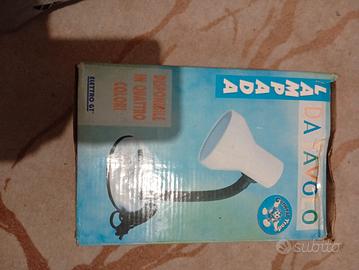 LAMPADA
DA TAVOLO
DISPONIBILE
IN QUATTRO
COLORI
ELETTRO GT
subito